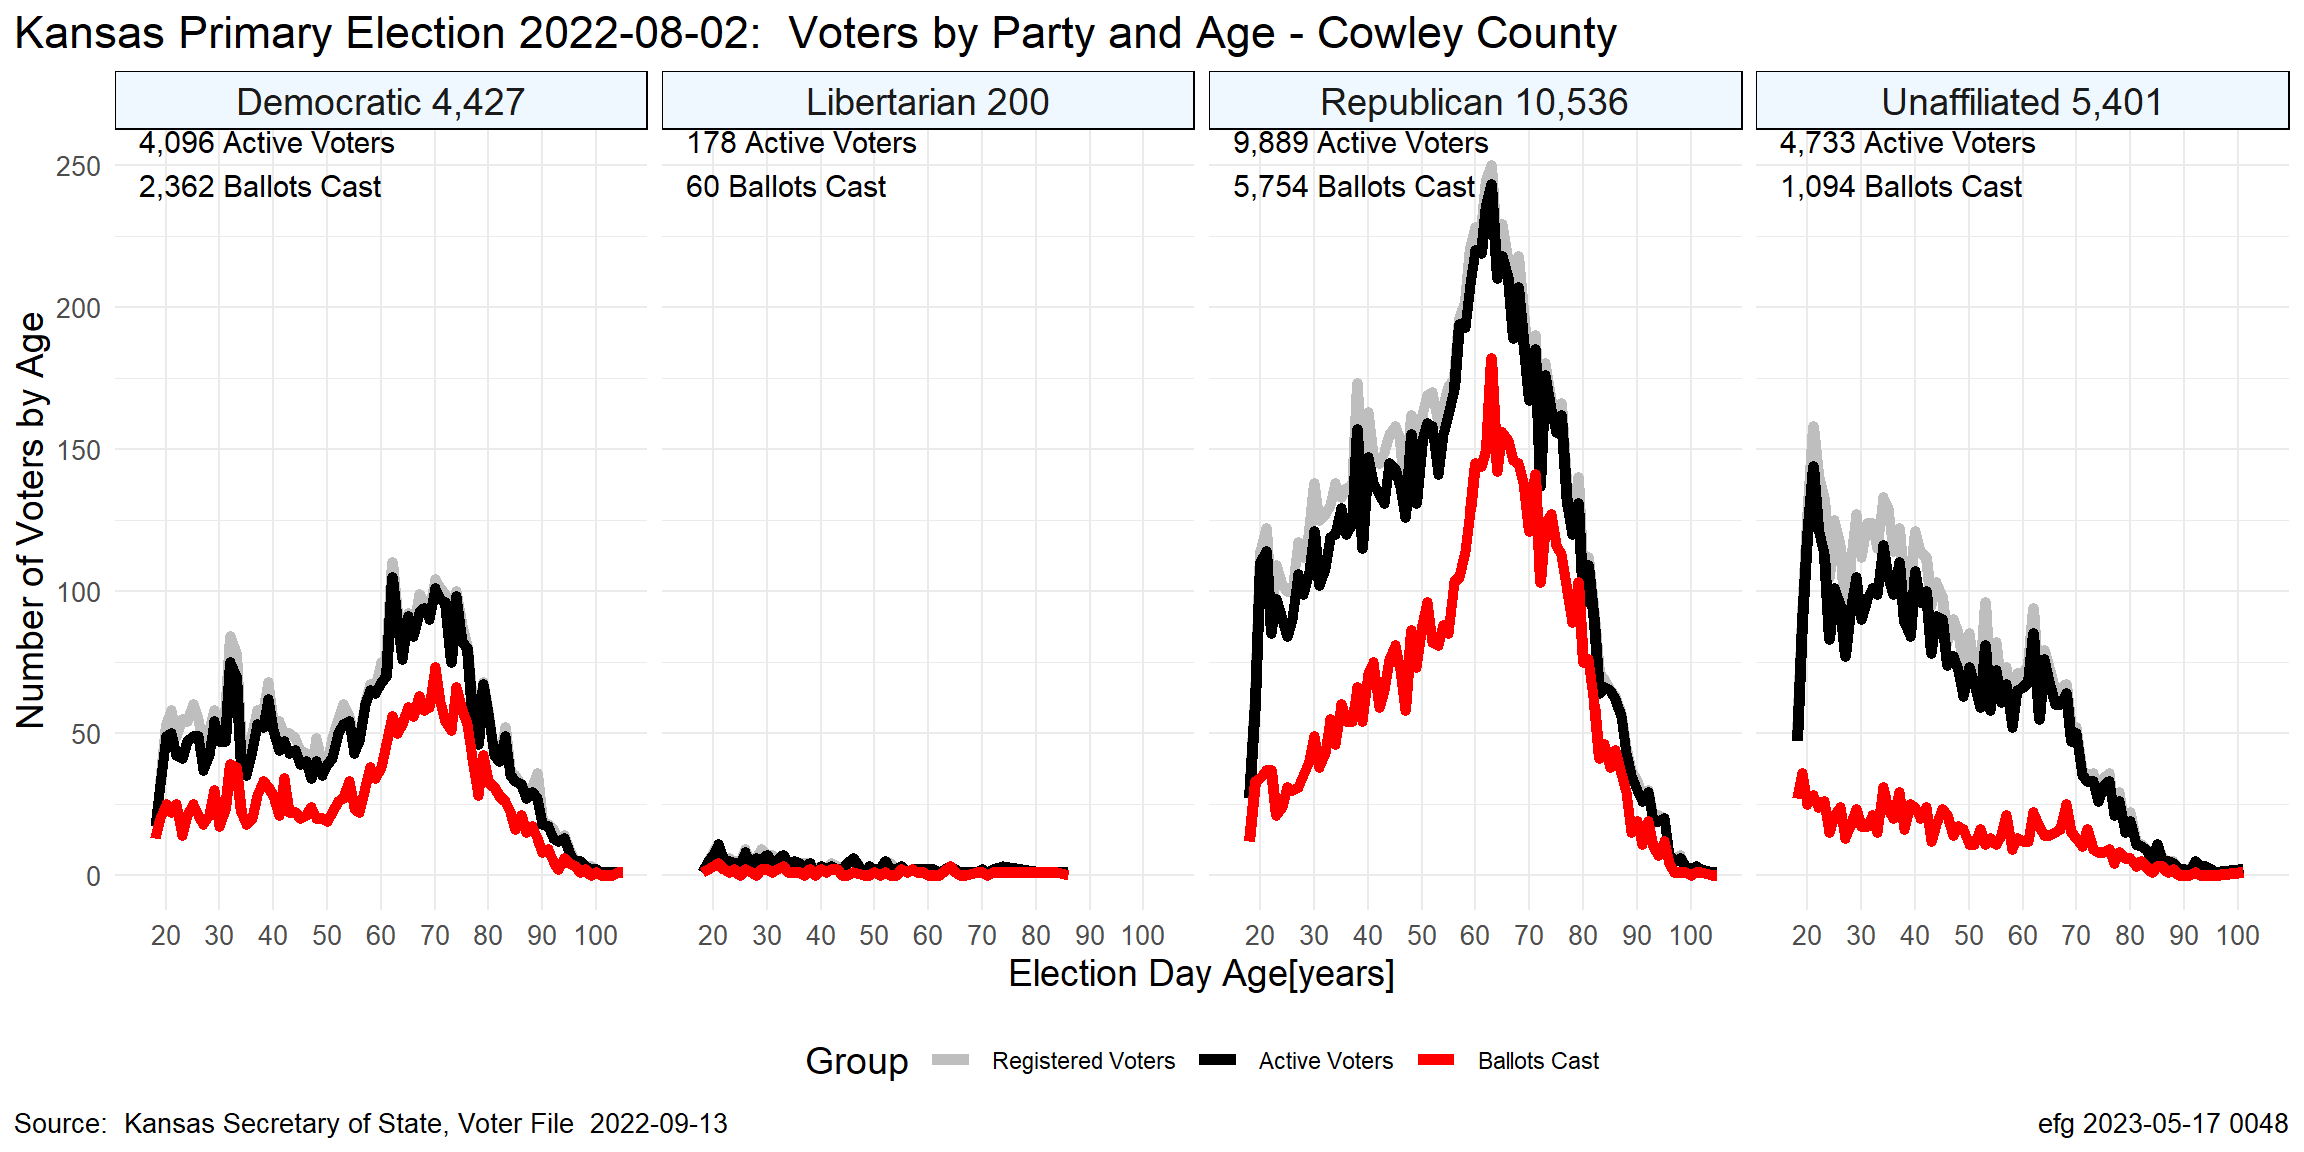 Kansas Primary Election 2022-08-02:  Voters by Party and Age - Cowley County
Democratic 4,427
Libertarian 200
Republican 10,536
Unaffiliated 5,401
4,096 Active Voters
2,362 Ballots Cast
178 Active Voters
60 Ballots Cast
9,889 Active Voters
5,754 Ballots Cast
4,733 Active Voters
1,094 Ballots Cast
Number of Voters by Age
250
200
150
100
50
0
20 30 40 50 60 70 80 90 100
20 30 40 50 60 70 80 90 100
20 30 40 50 60 70 80 90 100
20 30 40 50 60 70 80 90 100
Election Day Age[years]
Group Registered Voters Active Voters Ballots Cast
Source:  Kansas Secretary of State, Voter File  2022-09-13
efg 2023-05-17 0048